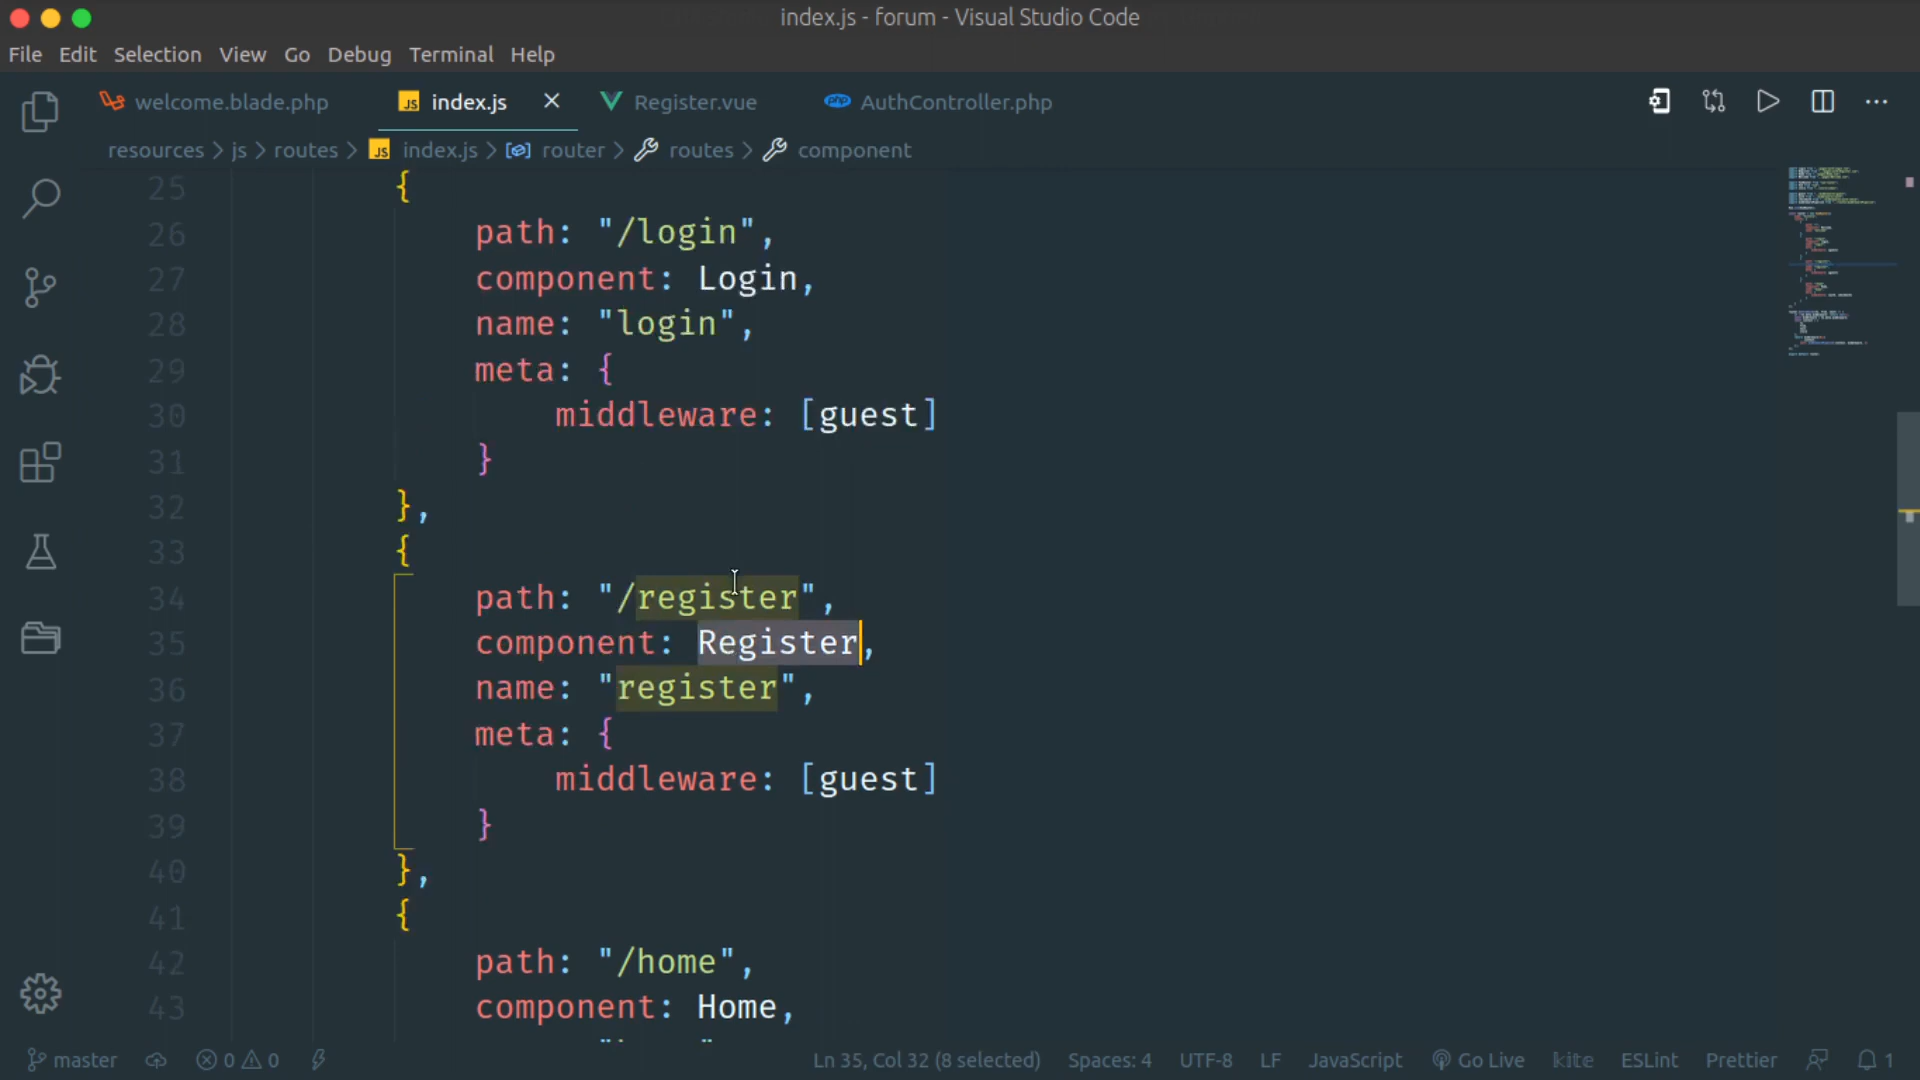 index.js - forum - Visual Studio Code
File Edit Selection View Go Debug Terminal Help
welcome.blade.php JS index.js Register.vue php AuthController.php
resources > js > routes > JS index.js > router > routes > component
25 {
26 path: "/login",
27 component: Login,
28 name: "login",
29 meta: {
30 middleware: [guest]
31 }
32 },
33 {
34 path: "/register",
35 component: Register,
36 name: "register",
37 meta: {
38 middleware: [guest]
39 }
40 },
41 {
42 path: "/home",
43 component: Home,
master 0 0 Ln 35, Col 32 (8 selected) Spaces: 4 UTF-8 LF JavaScript Go Live kite ESLint Prettier 1